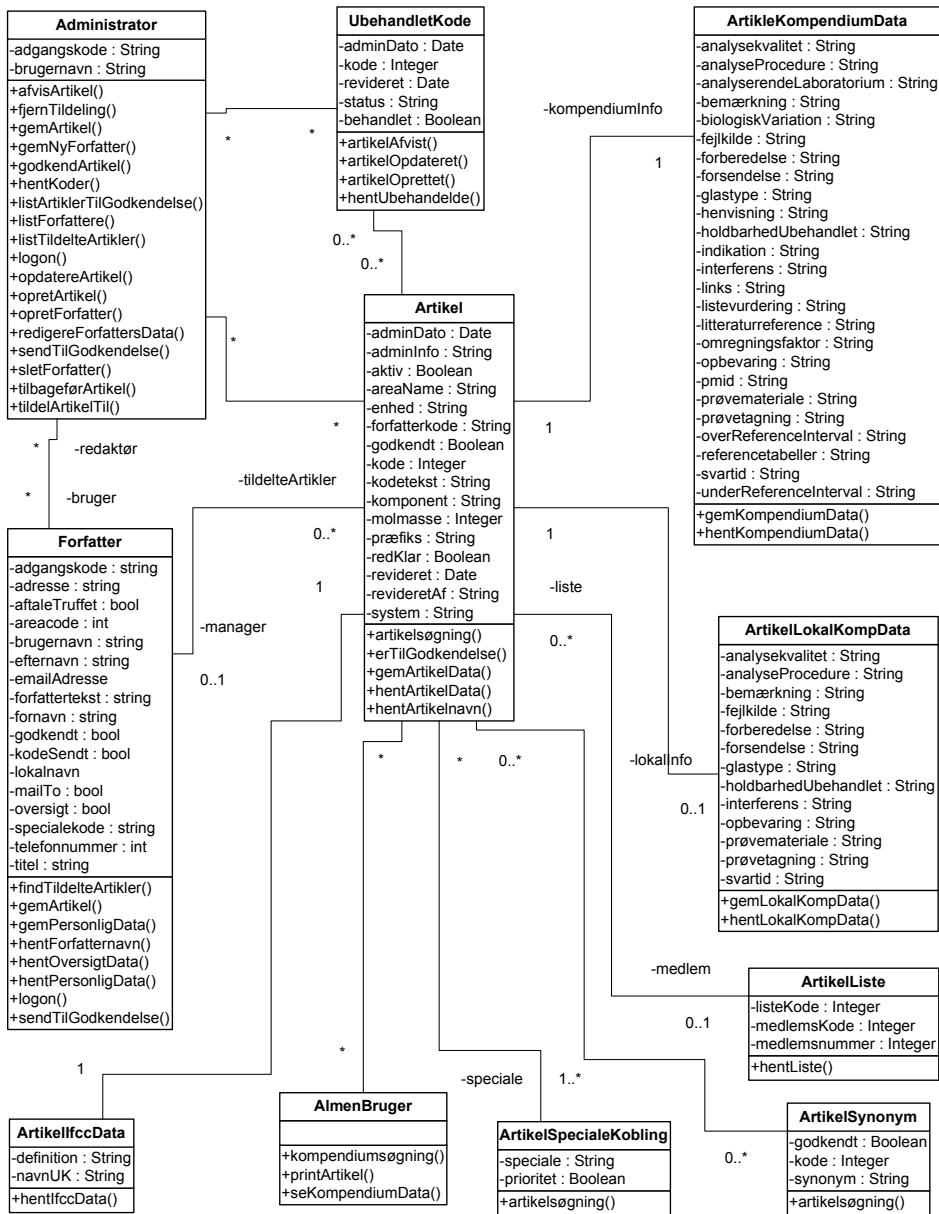 Administrator
-adgangskode : String
-brugernavn : String
+afvisArtikel()
+fjernTildeling()
+gemArtikel()
+gemNyForfatter()
+godkendArtikel()
+hentKoder()
+listArtiklerTilGodkendelse()
+listForfattere()
+listTildelteArtikler()
+logon()
+opdatereArtikel()
+opretArtikel()
+opretForfatter()
+redigereForfattersData()
+sendTilGodkendelse()
+sletForfatter()
+tilbageførArtikel()
+tildelArtikelTil()
UbehandletKode
-adminDato : Date
-kode : Integer
-revideret : Date
-status : String
-behandlet : Boolean
+artikelAfvist()
+artikelOpdateret()
+artikelOprettet()
+hentUbehandelde()
ArtikleKompendiumData
-analysekvalitet : String
-analyseProcedure : String
-analyserendeLaboratorium : String
-bemærkning : String
-biologiskVariation : String
-fejlkilde : String
-forberedelse : String
-forsendelse : String
-glastype : String
-henvisning : String
-holdbarhedUbehandlet : String
-indikation : String
-interferens : String
-links : String
-listevurdering : String
-litteraturreference : String
-omregningsfaktor : String
-opbevaring : String
-pmid : String
-prøvemateriale : String
-prøvetagning : String
-overReferenceInterval : String
-referencetabeller : String
-svartid : String
-underReferenceInterval : String
+gemKompendiumData()
+hentKompendiumData()
*
*
-kompendiumInfo
1
0..*
0..*
Artikel
-adminDato : Date
-adminInfo : String
-aktiv : Boolean
-areaName : String
-enhed : String
-forfatterkode : String
-godkendt : Boolean
-kode : Integer
-kodetekst : String
-komponent : String
-molmasse : Integer
-præfiks : String
-redKlar : Boolean
-revideret : Date
-revideretAf : String
-system : String
+artikelsøgning()
+erTilGodkendelse()
+gemArtikelData()
+hentArtikelData()
+hentArtikelnavn()
*
*
1
*
-redaktør
*
-bruger
-tildelteArtikler
0..*
1
1
-liste
0..*
-manager
0..1
Forfatter
-adgangskode : string
-adresse : string
-aftaleTruffet : bool
-areacode : int
-brugernavn : string
-efternavn : string
-emailAdresse
-forfattertekst : string
-fornavn : string
-godkendt : bool
-kodeSendt : bool
-lokalnavn
-mailTo : bool
-oversigt : bool
-specialekode : string
-telefonnummer : int
-titel : string
+findTildelteArtikler()
+gemArtikel()
+gemPersonligData()
+hentForfatternavn()
+hentOversigtData()
+hentPersonligData()
+logon()
+sendTilGodkendelse()
ArtikelLokalKompData
-analysekvalitet : String
-analyseProcedure : String
-bemærkning : String
-fejlkilde : String
-forberedelse : String
-forsendelse : String
-glastype : String
-holdbarhedUbehandlet : String
-interferens : String
-opbevaring : String
-prøvemateriale : String
-prøvetagning : String
-svartid : String
+gemLokalKompData()
+hentLokalKompData()
*
*
0..*
-lokalInfo
0..1
-medlem
0..1
ArtikelListe
-listeKode : Integer
-medlemsKode : Integer
-medlemsnummer : Integer
+hentListe()
1
*
-speciale
1..*
0..*
ArtikelIfccData
-definition : String
-navnUK : String
+hentIfccData()
AlmenBruger
+kompendiumsøgning()
+printArtikel()
+seKompendiumData()
ArtikelSpecialeKobling
-speciale : String
-prioritet : Boolean
+artikelsøgning()
ArtikelSynonym
-godkendt : Boolean
-kode : Integer
-synonym : String
+artikelsøgning()